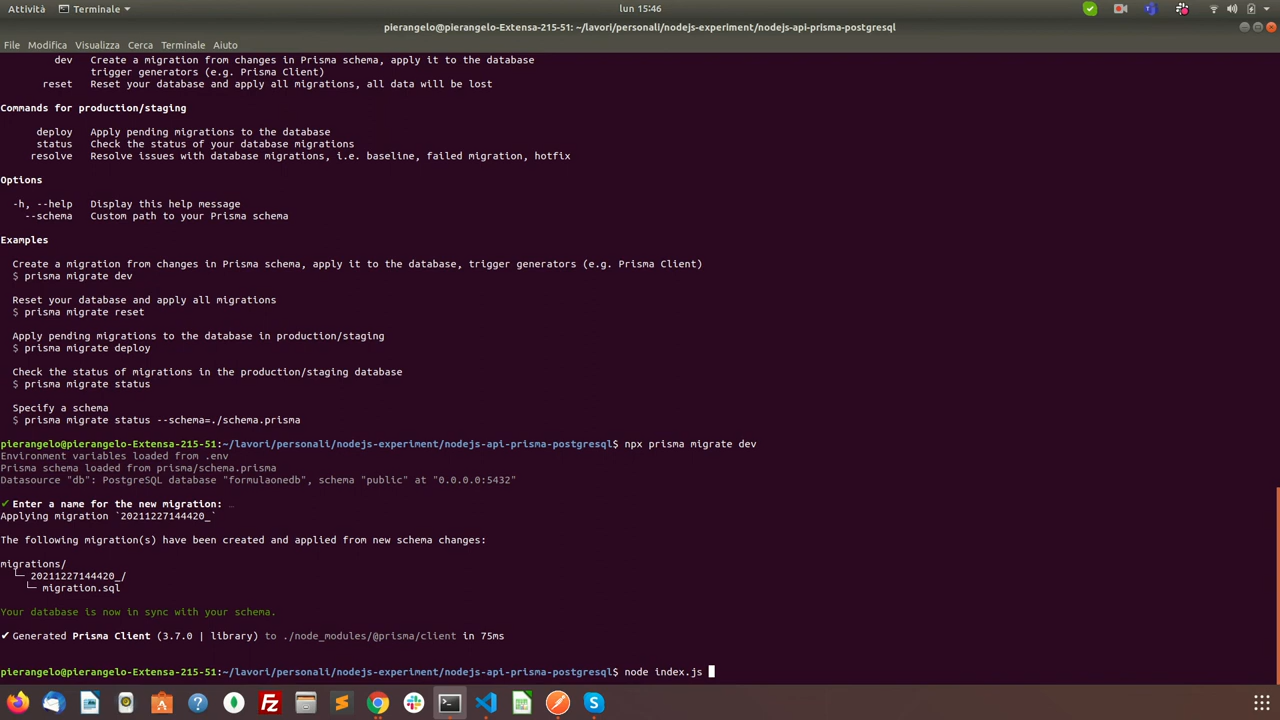 Attività Terminale lun 15:46
pierangelo@pierangelo-Extensa-215-51: ~/lavori/personali/nodejs-experiment/nodejs-api-prisma-postgresql
File Modifica Visualizza Cerca Terminale Aiuto
dev Create a migration from changes in Prisma schema, apply it to the database
trigger generators (e.g. Prisma Client)
reset Reset your database and apply all migrations, all data will be lost
Commands for production/staging
deploy Apply pending migrations to the database
status Check the status of your database migrations
resolve Resolve issues with database migrations, i.e. baseline, failed migration, hotfix
Options
-h, --help Display this help message
--schema Custom path to your Prisma schema
Examples
Create a migration from changes in Prisma schema, apply it to the database, trigger generators (e.g. Prisma Client)
$ prisma migrate dev
Reset your database and apply all migrations
$ prisma migrate reset
Apply pending migrations to the database in production/staging
$ prisma migrate deploy
Check the status of migrations in the production/staging database
$ prisma migrate status
Specify a schema
$ prisma migrate status --schema=./schema.prisma
pierangelo@pierangelo-Extensa-215-51:~/lavori/personali/nodejs-experiment/nodejs-api-prisma-postgresql$ npx prisma migrate dev
Environment variables loaded from .env
Prisma schema loaded from prisma/schema.prisma
Datasource "db": PostgreSQL database "formulaonedb", schema "public" at "0.0.0.0:5432"
✔ Enter a name for the new migration: …
Applying migration `20211227144420_`
The following migration(s) have been created and applied from new schema changes:
migrations/
└─ 20211227144420_/
└─ migration.sql
Your database is now in sync with your schema.
✔ Generated Prisma Client (3.7.0 | library) to ./node_modules/@prisma/client in 75ms
pierangelo@pierangelo-Extensa-215-51:~/lavori/personali/nodejs-experiment/nodejs-api-prisma-postgresql$ node index.js